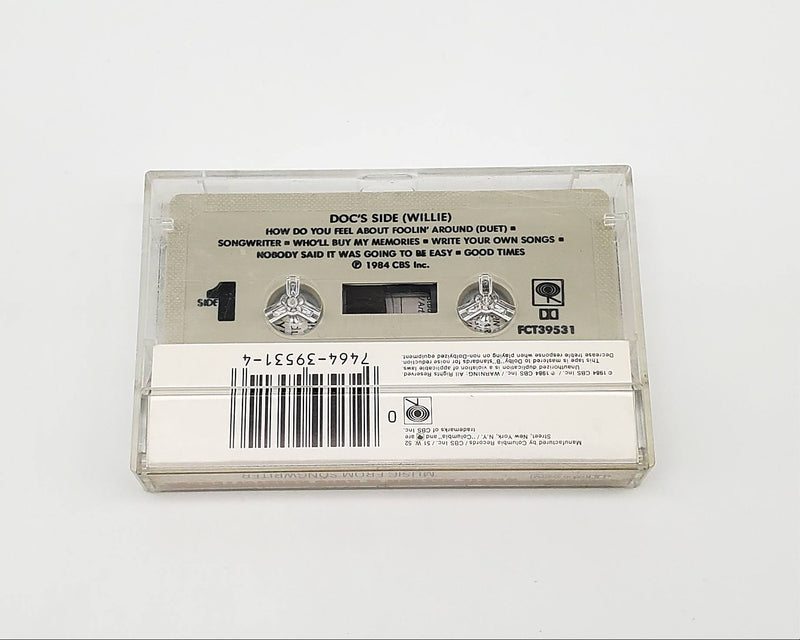 DOC'S SIDE (WILLIE)
HOW DO YOU FEEL ABOUT FOOLIN' AROUND (DUET) ■
SONGWRITER ■ WHO'LL BUY MY MEMORIES ■ WRITE YOUR OWN SONGS ■
NOBODY SAID IT WAS GOING TO BE EASY ■ GOOD TIMES
℗ 1984 CBS Inc.
SIDE 1
FCT39531
7464-39531-4
0
© 1984 CBS Inc. / ℗ 1984 CBS Inc. / WARNING: All Rights Reserved.
Unauthorized duplication is a violation of applicable laws.
This tape is mastered to Dolby "B" standards for noise reduction.
Decrease treble response when playing on non-Dolbyized equipment.
Manufactured by Columbia Records / CBS Inc. / 51 W 52
Street, New York, N.Y. / "Columbia" and are
trademarks of CBS Inc.
MUSIC FROM SONGWRITER